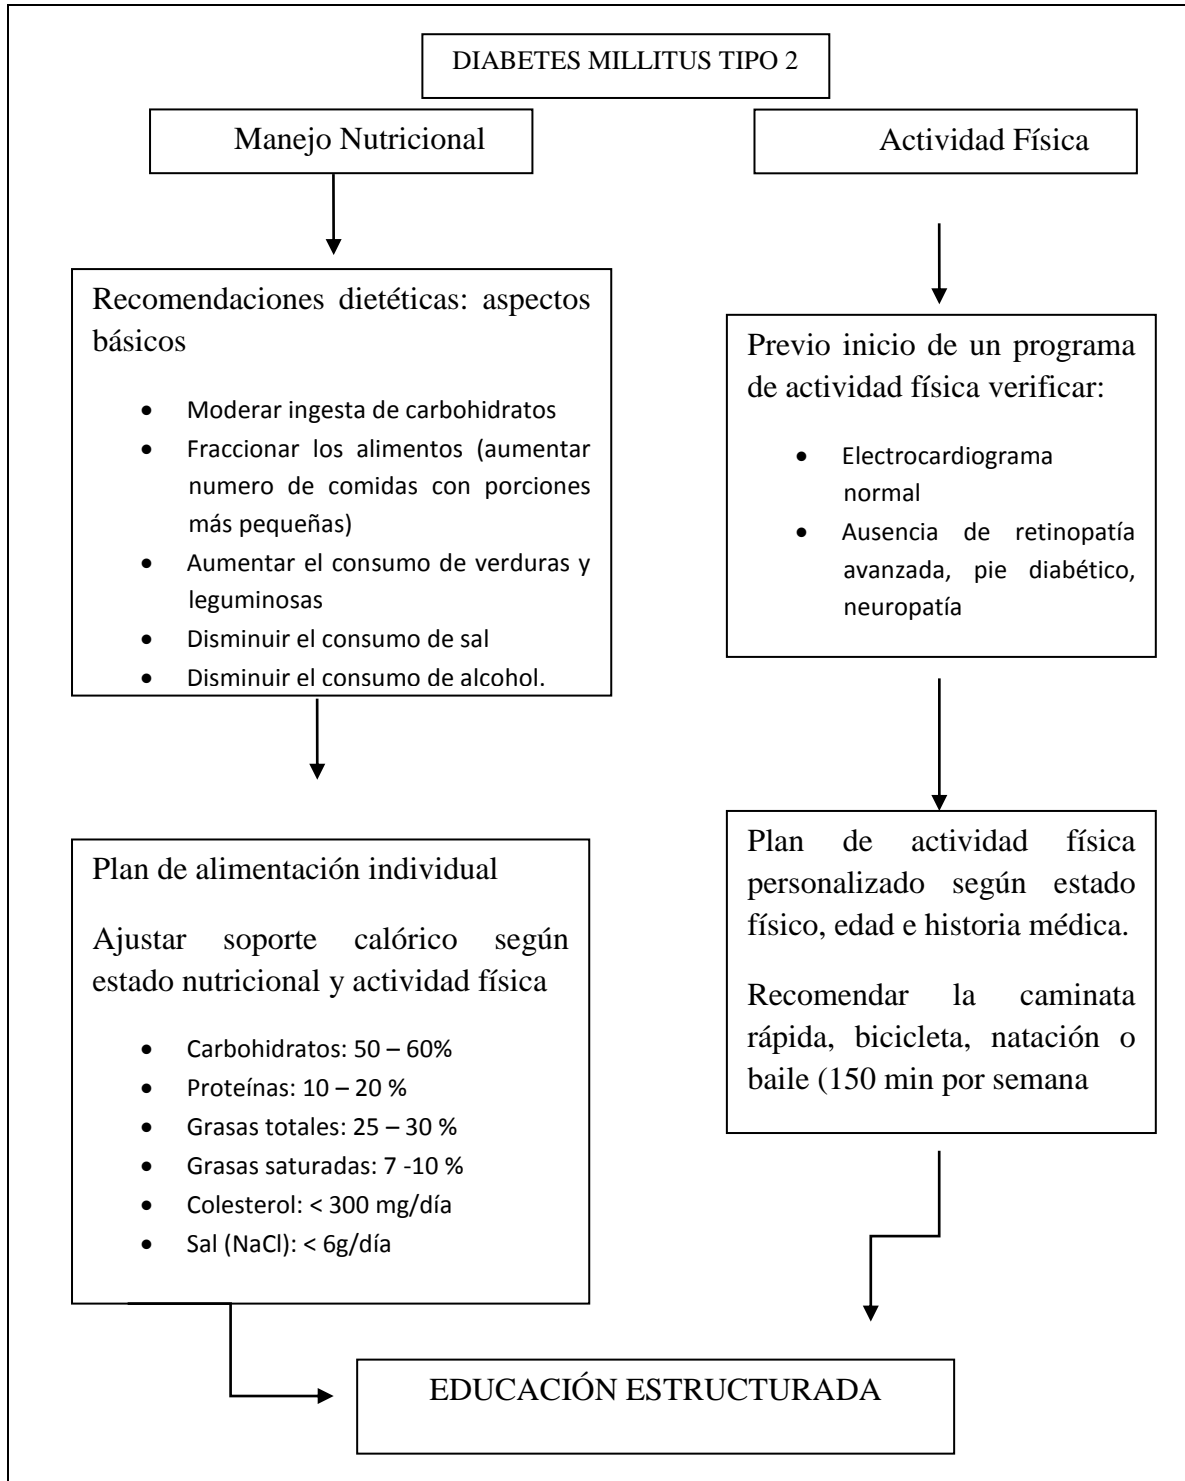 DIABETES MILLITUS TIPO 2
Manejo Nutricional
Actividad Física
Recomendaciones dietéticas: aspectos
básicos
• Moderar ingesta de carbohidratos
• Fraccionar los alimentos (aumentar
numero de comidas con porciones
más pequeñas)
• Aumentar el consumo de verduras y
leguminosas
• Disminuir el consumo de sal
• Disminuir el consumo de alcohol.
Previo inicio de un programa
de actividad física verificar:
• Electrocardiograma
normal
• Ausencia de retinopatía
avanzada, pie diabético,
neuropatía
Plan de alimentación individual
Ajustar soporte calórico según
estado nutricional y actividad física
• Carbohidratos: 50 – 60%
• Proteínas: 10 – 20 %
• Grasas totales: 25 – 30 %
• Grasas saturadas: 7 -10 %
• Colesterol: < 300 mg/día
• Sal (NaCl): < 6g/día
Plan de actividad física
personalizado según estado
físico, edad e historia médica.
Recomendar la caminata
rápida, bicicleta, natación o
baile (150 min por semana
EDUCACIÓN ESTRUCTURADA